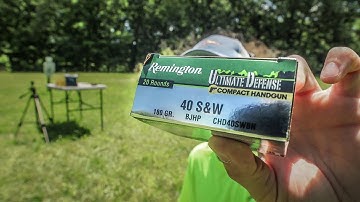 Remington
20 Rounds
ULTIMATE DEFENSE
COMPACT HANDGUN
40 S&W
180 GR. BJHP CHD40SWBN